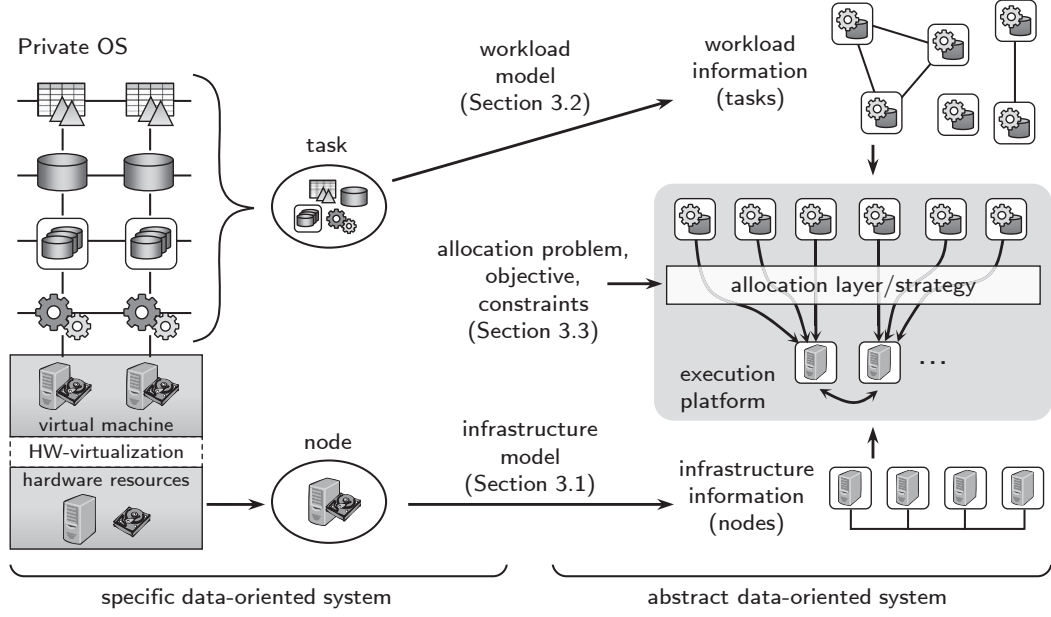 Private OS
workload
model
(Section 3.2)
workload
information
(tasks)
task
allocation problem,
objective,
constraints
(Section 3.3)
allocation layer/strategy
...
execution
platform
virtual machine
HW-virtualization
hardware resources
node
infrastructure
model
(Section 3.1)
infrastructure
information
(nodes)
specific data-oriented system
abstract data-oriented system